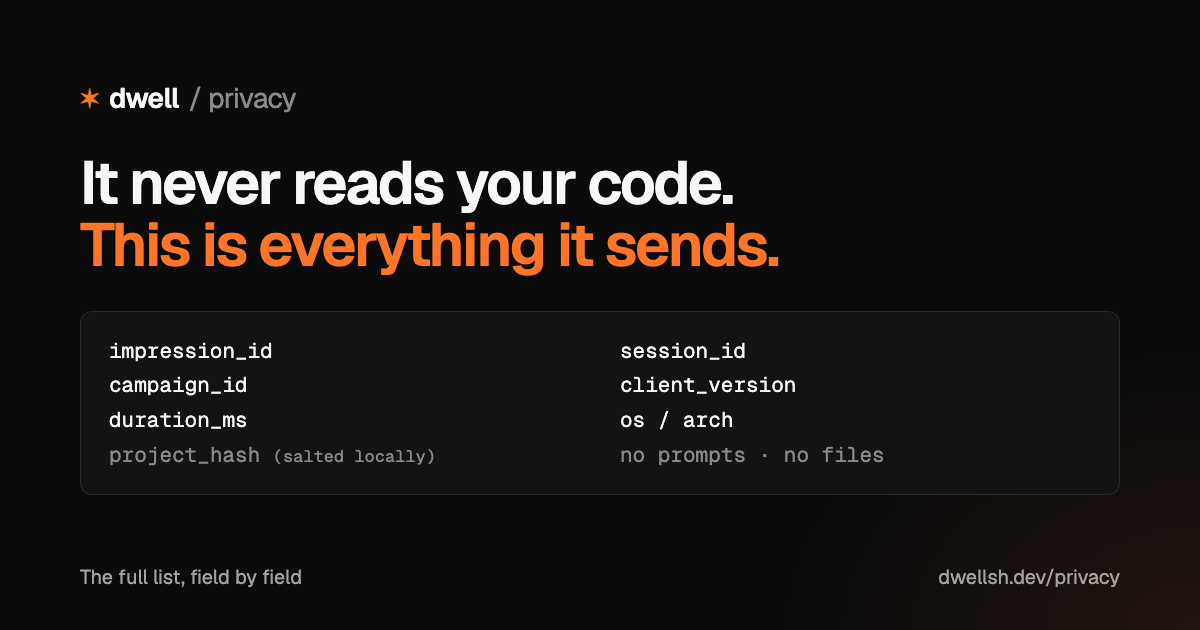 ✶ dwell / privacy
It never reads your code.
This is everything it sends.
impression_id
campaign_id
duration_ms
project_hash (salted locally)
session_id
client_version
os / arch
no prompts · no files
The full list, field by field
dwellsh.dev/privacy